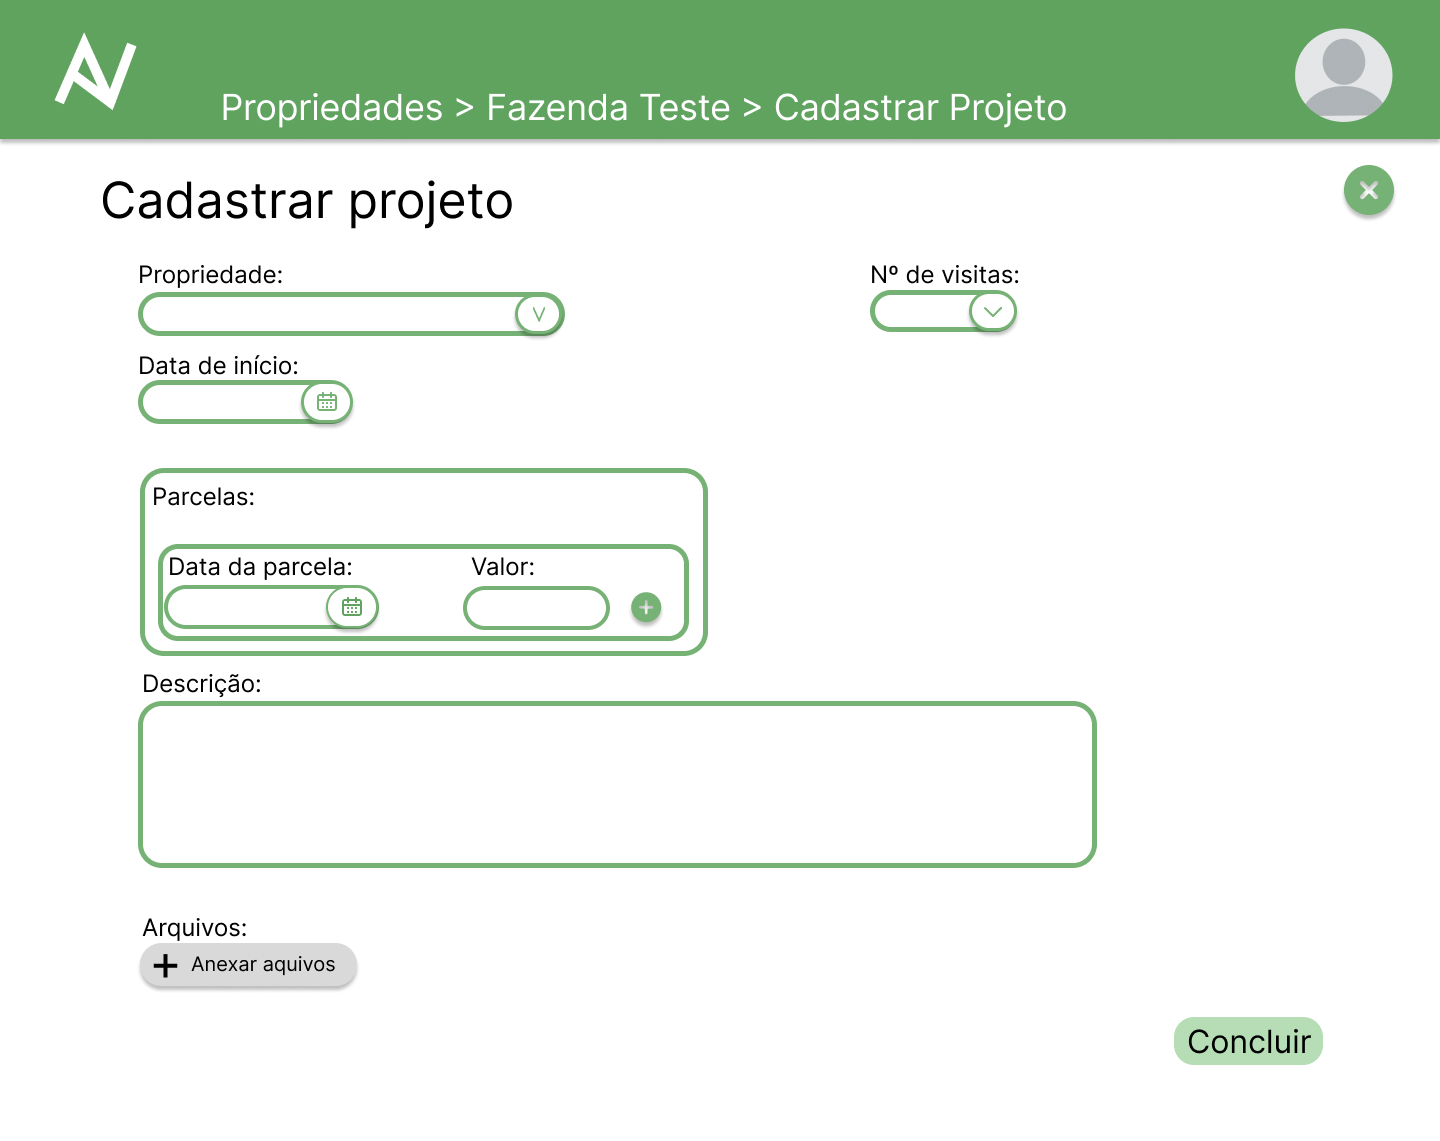 Propriedades > Fazenda Teste > Cadastrar Projeto
Cadastrar projeto
Propriedade:
Nº de visitas:
V
Data de início:
Parcelas:
Data da parcela:
Valor:
Descrição:
Arquivos:
Anexar aquivos
Concluir